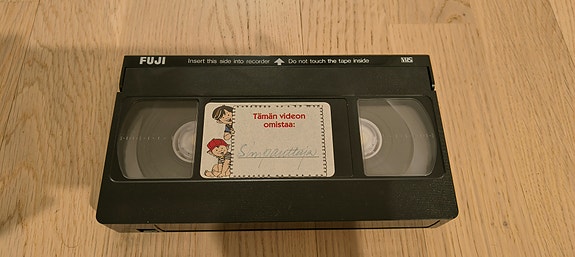 FUJI
Insert this side into recorder Do not touch the tape inside
VHS
Tämän videon
omistaa: